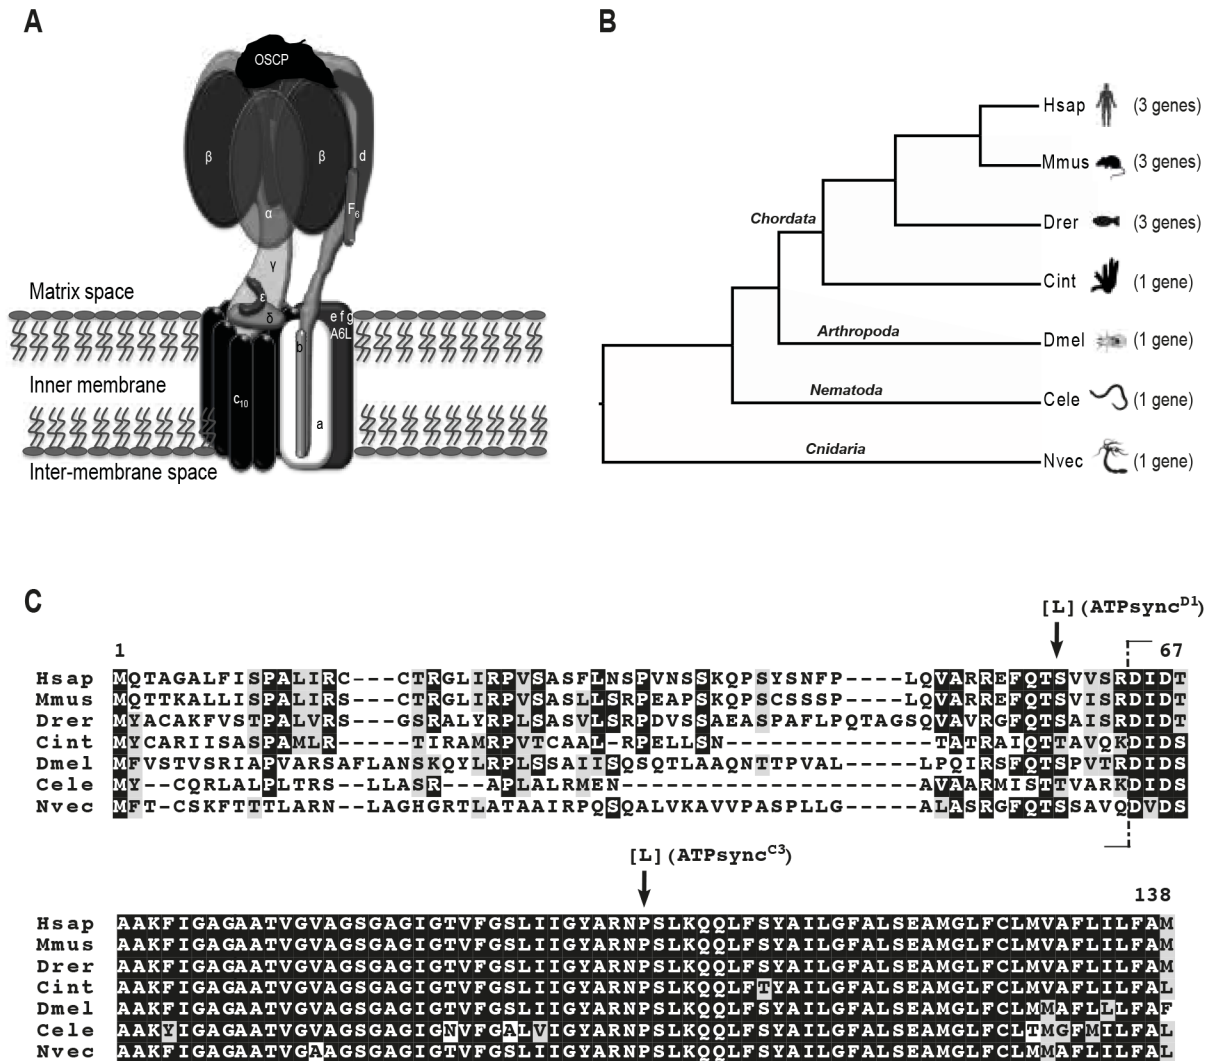 A
OSCP
β
β
d
α
F6
γ
ε
δ
e f g
A6L
b
c10
a
Matrix space
Inner membrane
Inter-membrane space
B
Hsap (3 genes)
Mmus (3 genes)
Drer (3 genes)
Chordata
Cint (1 gene)
Arthropoda
Dmel (1 gene)
Nematoda
Cele (1 gene)
Cnidaria
Nvec (1 gene)
C
[L](ATPsyncD1)
1 67
Hsap MQTAGALFISPALIRC---CTRGLIRPVSASFLNSPVNSSKQPSYSNFP----LQVARREFQTSVVSRDIDT
Mmus MQTTKALLISPALIRS---CTRGLIRPVSASLLSRPEAPSKQPSCSSSP----LQVARREFQTSVVSRDIDT
Drer MYACAKFVSTPALVRS---GSRALYRPLSASVLSRPDVSSAEASPAFLPQTAGSQVAVRGFQTSAISRDIDT
Cint MYCARIISASPAMLR-----TIRAMRPVTCAAL-RPELLSN--------------TATRAIQTTAVQKDIDS
Dmel MFVSTVSRIAPVARSAFLANSKQYLRPLSSAIISQSQTLAAQNTTPVAL----LPQIRSFQTSPVTRDIDS
Cele MY--CQRLALPLTRS--LLASR---APLALRMEN--------------------AVAARMISTTVARKDIDS
Nvec MFT-CSKFTTTLARN--LAGHGRTLATAAIRPQSQALVKAVVPASPLLG-----ALASRGFQTSSAVQDVDS
[L](ATPsyncC3)
138
Hsap AAKFIGAGAATVGVAGSGAGIGTVFGSLIIGYARNPSLKQQLFSYAILGFALSEAMGLFCLMVAFLILFAM
Mmus AAKFIGAGAATVGVAGSGAGIGTVFGSLIIGYARNPSLKQQLFSYAILGFALSEAMGLFCLMVAFLILFAM
Drer AAKFIGAGAATVGVAGSGAGIGTVFGSLIIGYARNPSLKQQLFSYAILGFALSEAMGLFCLMVAFLILFAM
Cint AAKFIGAGAATVGVAGSGAGIGTVFGSLIIGYARNPSLKQQLFTYAILGFALSEAMGLFCLMVAFLILFAL
Dmel AAKFIGAGAATVGVAGSGAGIGTVFGSLIIGYARNPSLKQQLFSYAILGFALSEAMGLFCLMMAFLLLFAF
Cele AAKYIGAGAATVGVAGSGAGIGNVFGALVIGYARNPSLKQQLFSYAILGFALSEAMGLFCLTMGFMILFAL
Nvec AAKFIGAGAATVGAAGSGAGIGTVFGSLIIGYARNPSLKQQLFSYAILGFALSEAMGLFCLMMAFLILFAL